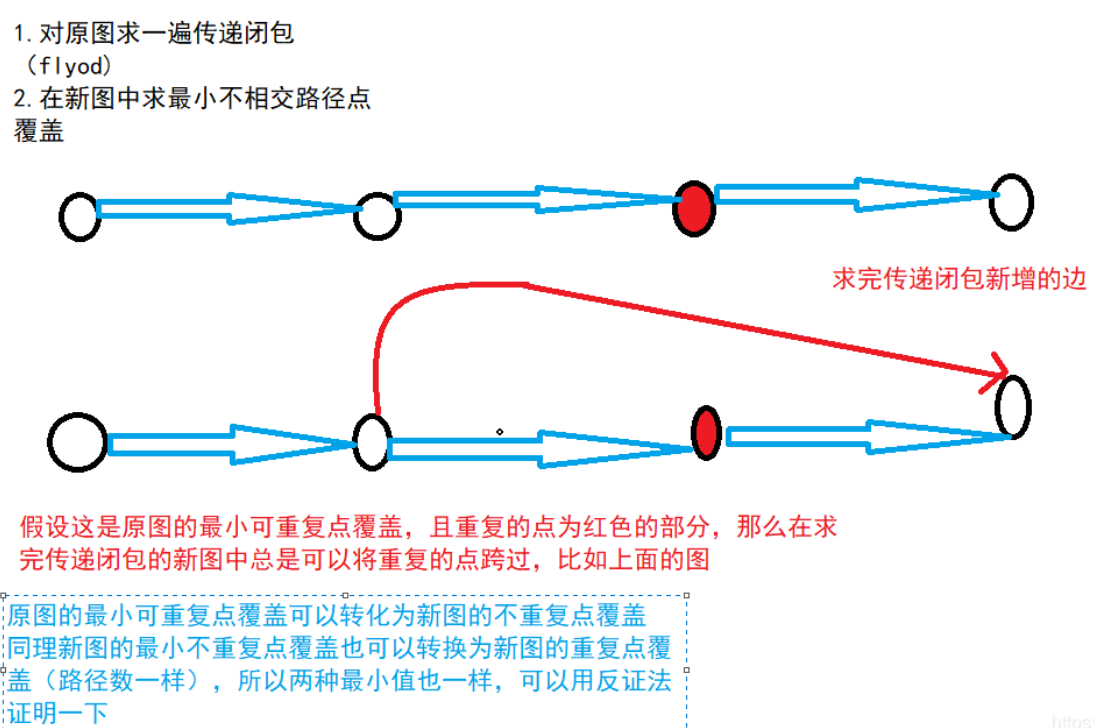 1. 对原图求一遍传递闭包
（flyod)
2. 在新图中求最小不相交路径点
覆盖
求完传递闭包新增的边
假设这是原图的最小可重复点覆盖，且重复的点为红色的部分，那么在求
完传递闭包的新图中总是可以将重复的点跨过，比如上面的图
原图的最小可重复点覆盖可以转化为新图的不重复点覆盖
同理新图的最小不重复点覆盖也可以转换为新图的重复点覆
盖（路径数一样），所以两种最小值也一样，可以用反证法
证明一下
https: